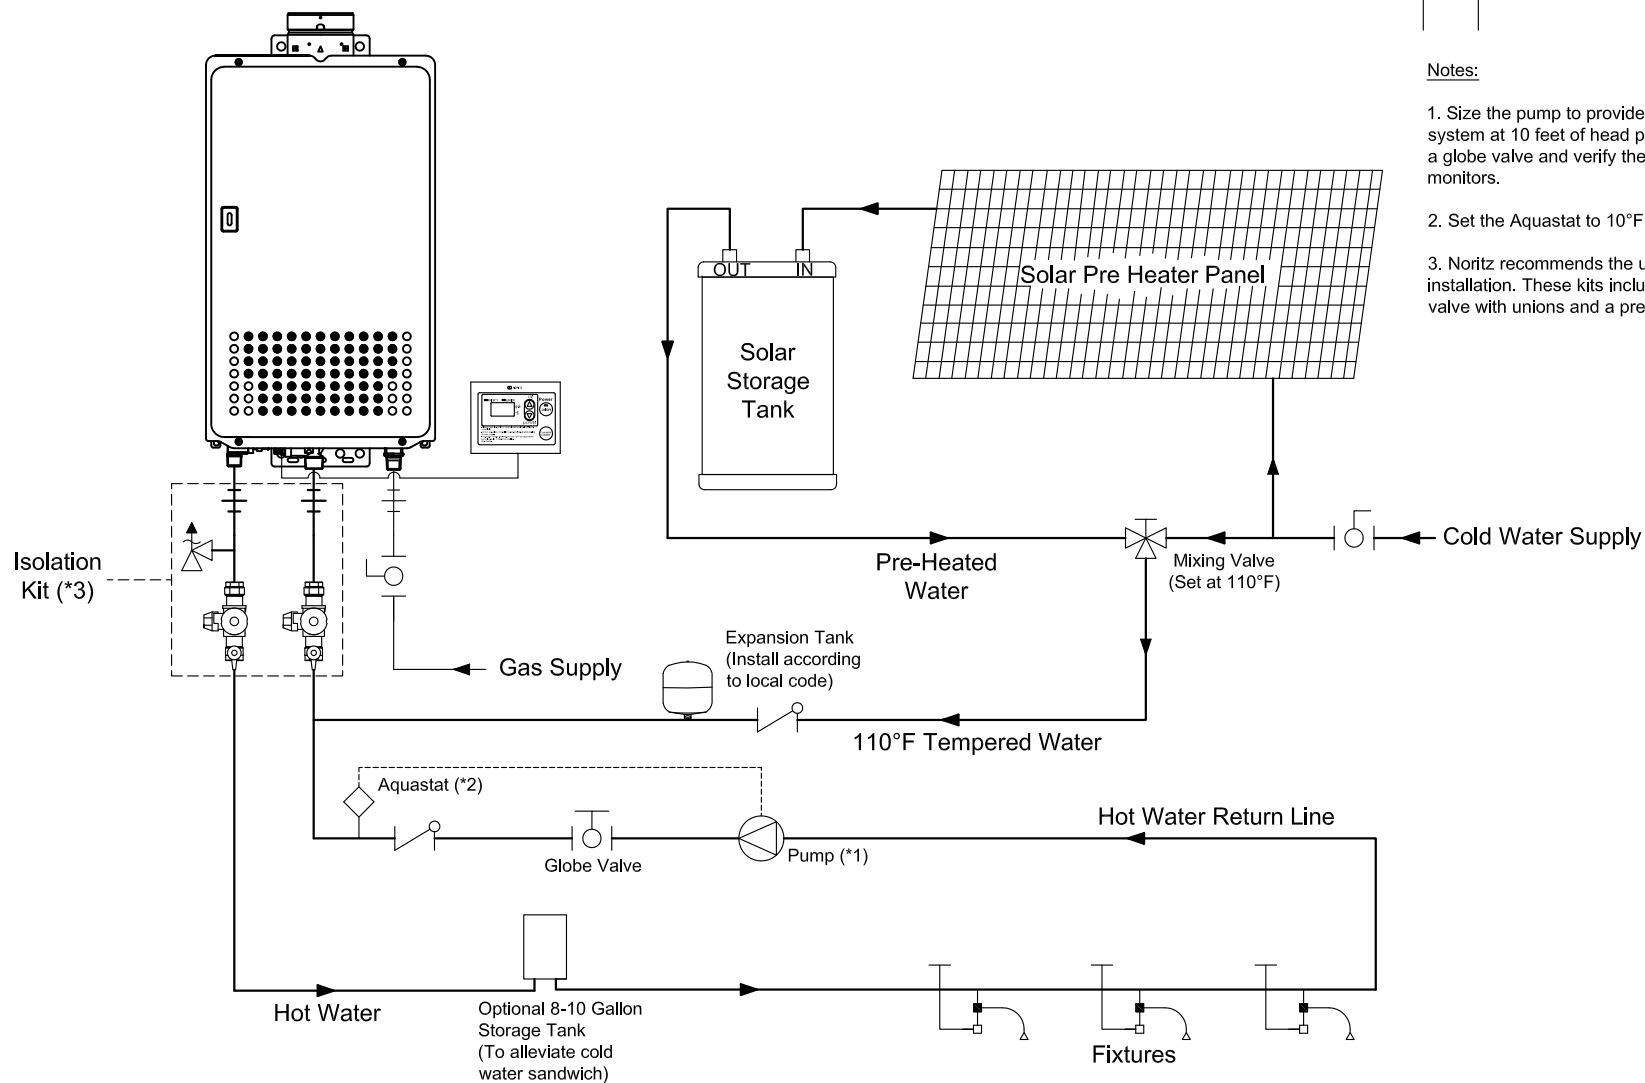 Notes:
1. Size the pump to provide
system at 10 feet of head p
a globe valve and verify the
monitors.
2. Set the Aquastat to 10°F
3. Noritz recommends the u
installation. These kits inclu
valve with unions and a pre
Solar Pre Heater Panel
OUT IN
Solar
Storage
Tank
Power
Isolation
Kit (*3)
Pre-Heated
Water
Mixing Valve
(Set at 110°F)
Cold Water Supply
Gas Supply
Expansion Tank
(Install according
to local code)
110°F Tempered Water
Aquastat (*2)
Globe Valve
Pump (*1)
Hot Water Return Line
Hot Water
Optional 8-10 Gallon
Storage Tank
(To alleviate cold
water sandwich)
Fixtures